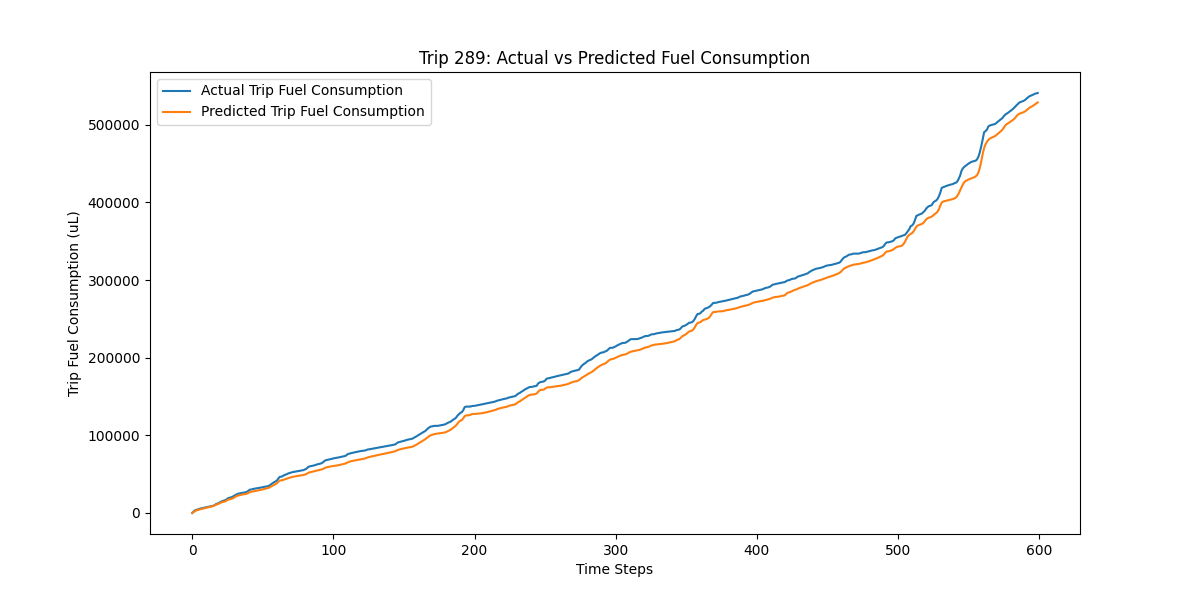 Trip 289: Actual vs Predicted Fuel Consumption
Actual Trip Fuel Consumption
Predicted Trip Fuel Consumption
Trip Fuel Consumption (uL)
500000
400000
300000
200000
100000
0
0 100 200 300 400 500 600
Time Steps